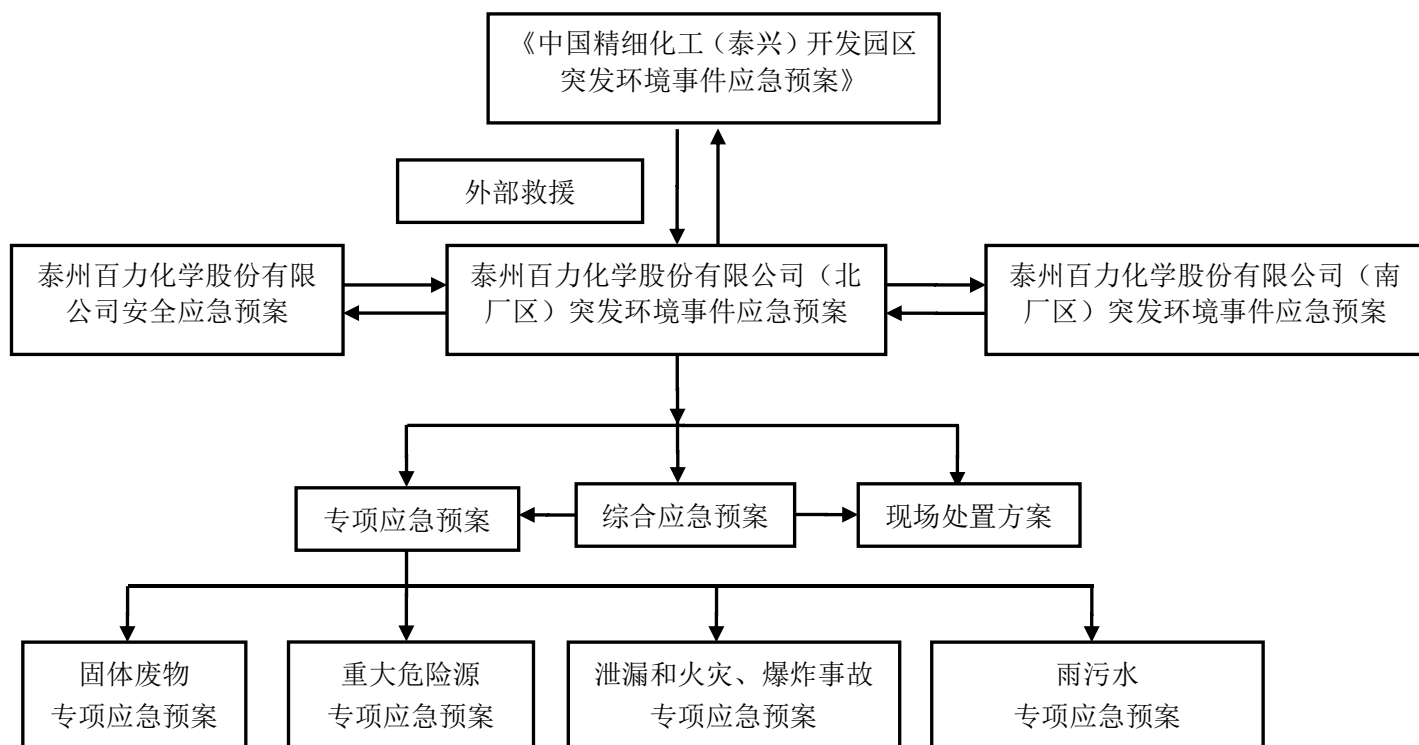 《中国精细化工（泰兴）开发园区
突发环境事件应急预案》
外部救援
泰州百力化学股份有限
公司安全应急预案
泰州百力化学股份有限公司（北
厂区）突发环境事件应急预案
泰州百力化学股份有限公司（南
厂区）突发环境事件应急预案
专项应急预案
综合应急预案
现场处置方案
固体废物
专项应急预案
重大危险源
专项应急预案
泄漏和火灾、爆炸事故
专项应急预案
雨污水
专项应急预案